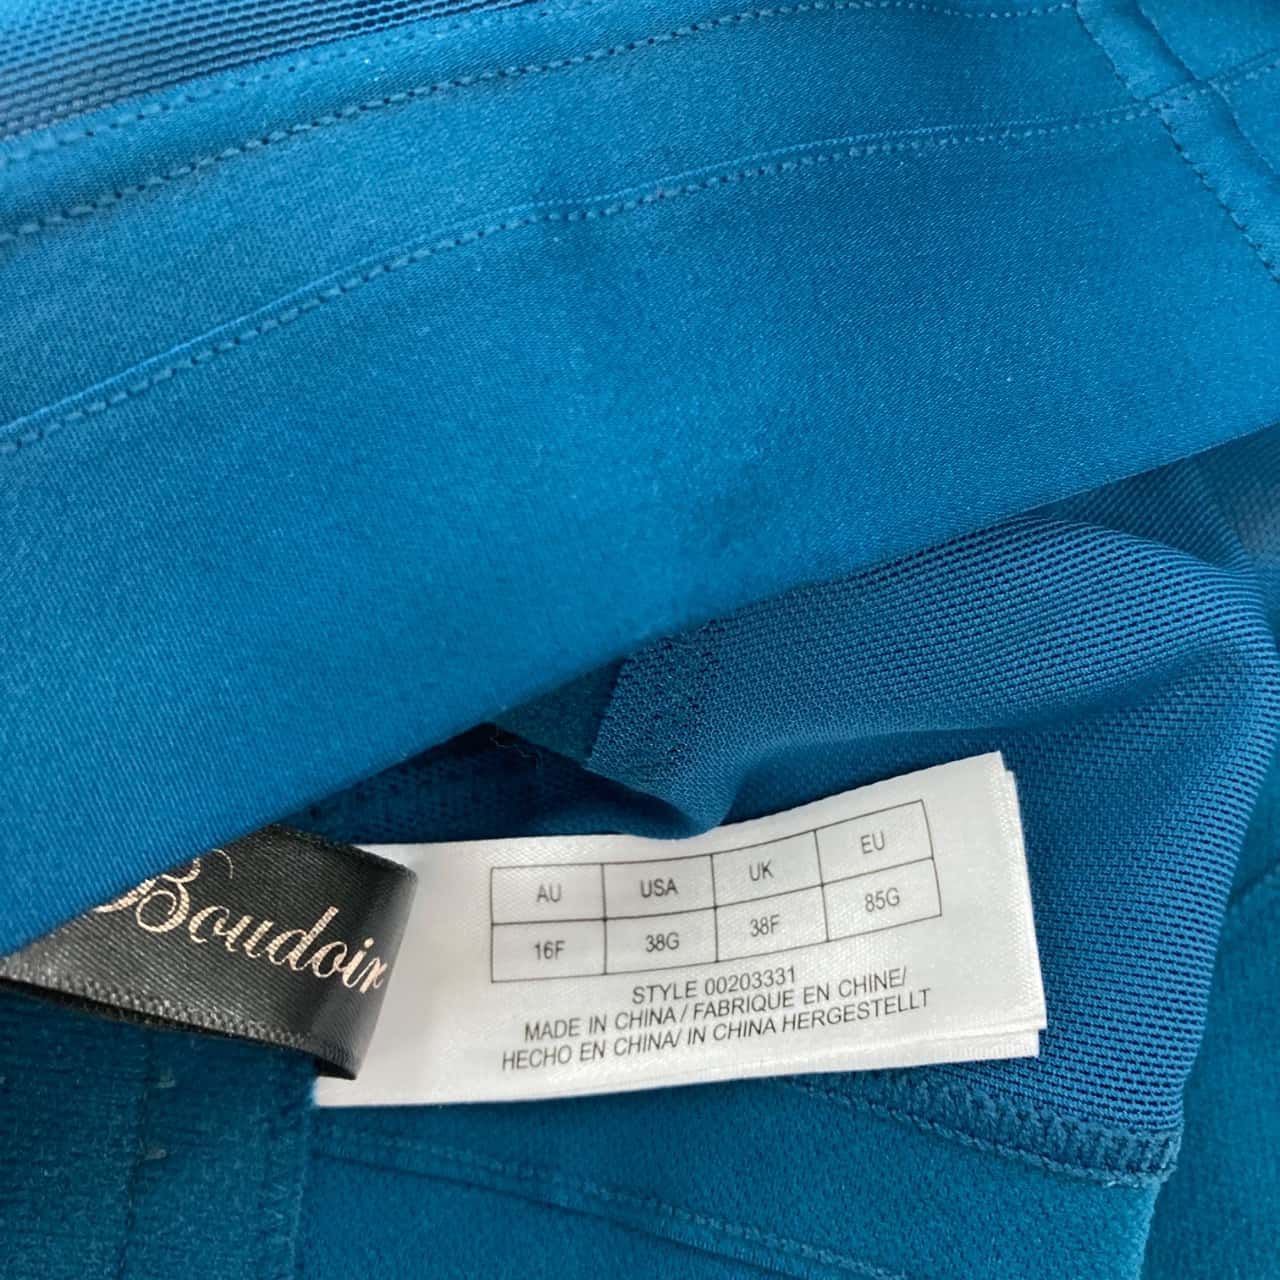 Boudoir
AU USA UK EU
16F 38G 38F 85G
STYLE 00203331
MADE IN CHINA / FABRIQUE EN CHINE/
HECHO EN CHINA/ IN CHINA HERGESTELLT